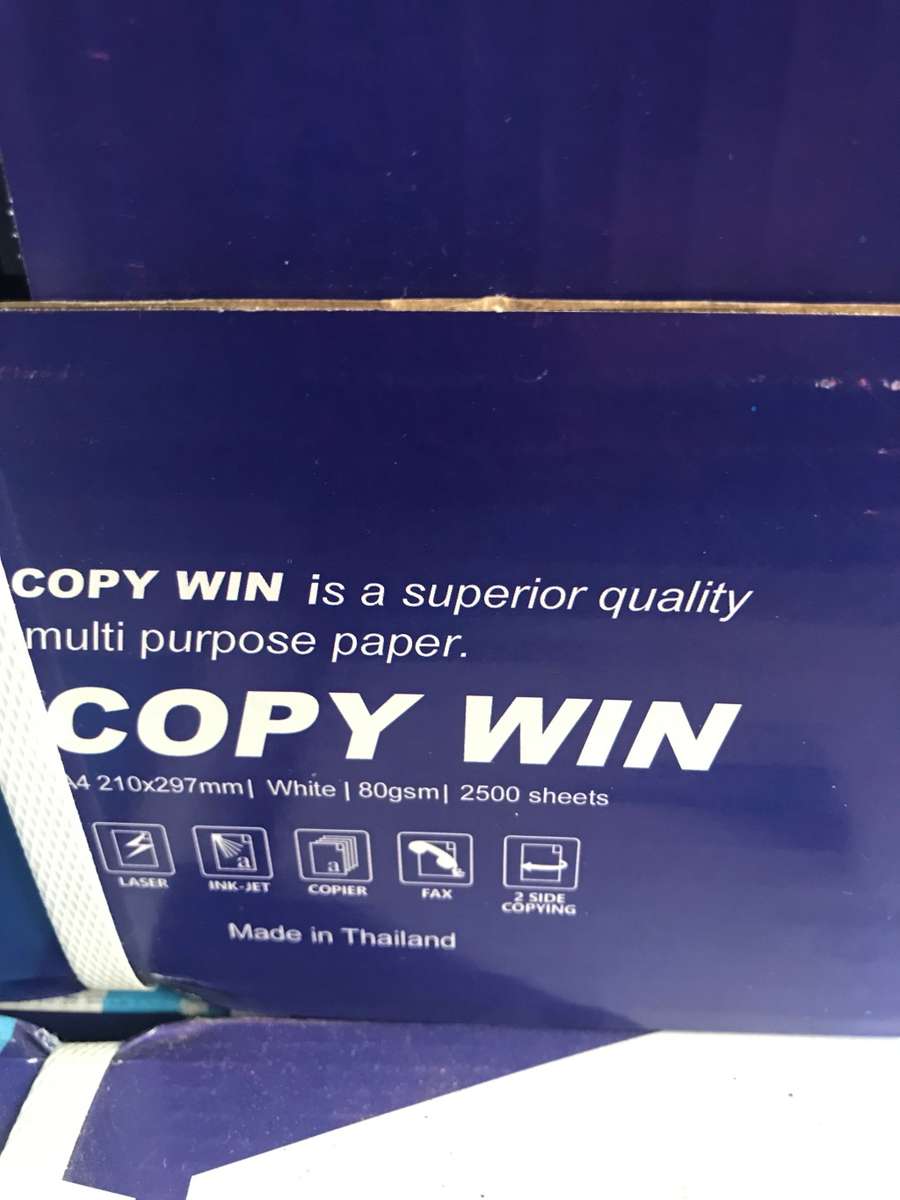 COPY WIN is a superior quality
multi purpose paper.
COPY WIN
A4 210x297mm| White | 80gsm| 2500 sheets
LASER INK-JET COPIER FAX 2 SIDE COPYING
Made in Thailand